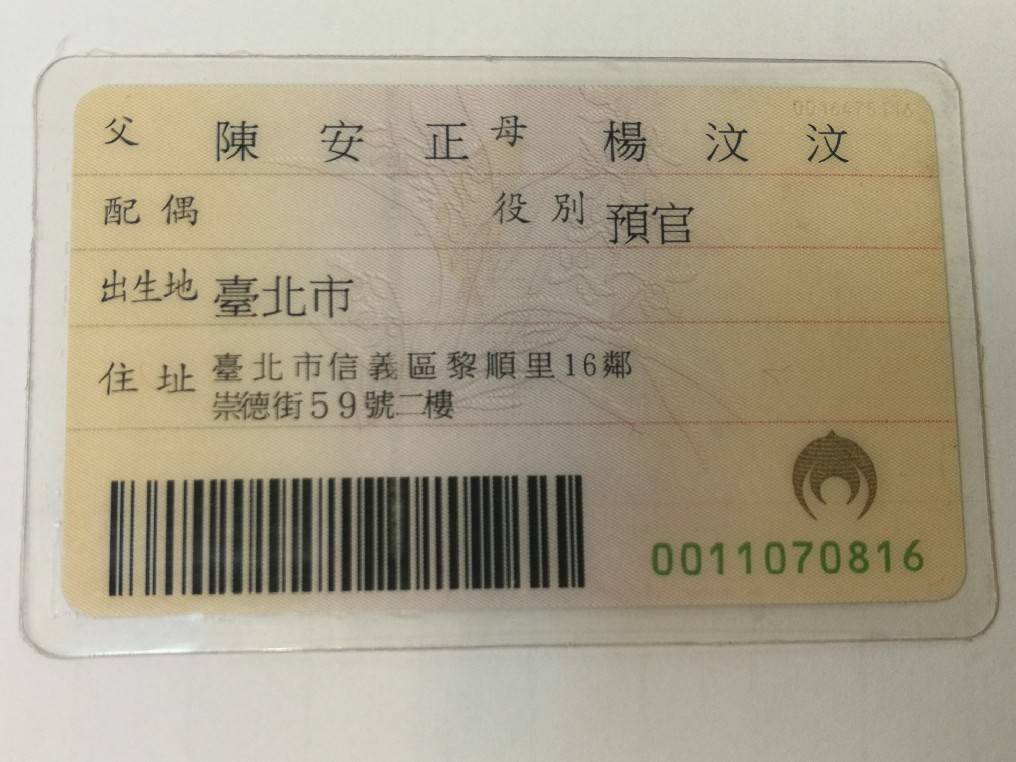 父 陳安正 母 楊汶汶
配偶 役別 預官
出生地 臺北市
住址 臺北市信義區黎順里16鄰
崇德街59號二樓
0011070816